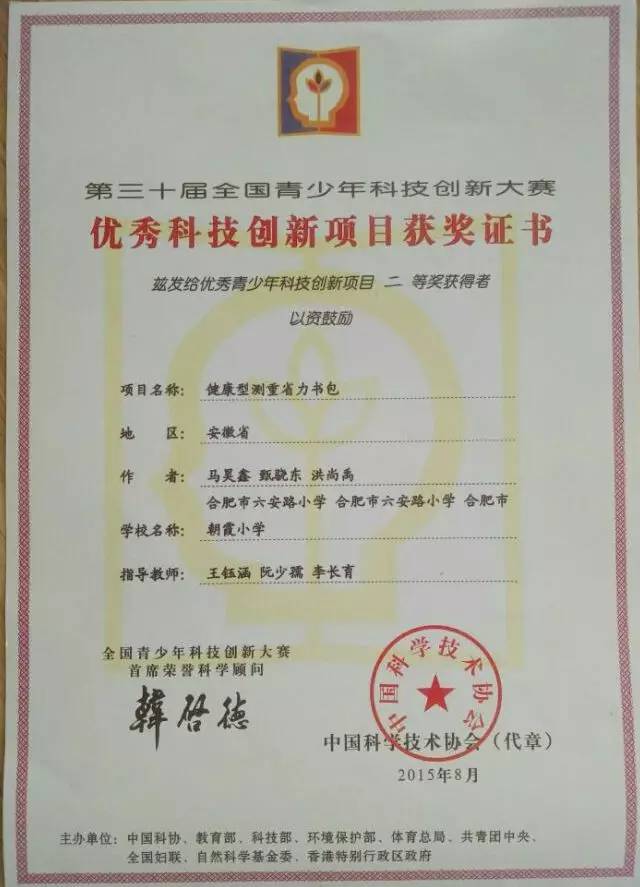 第三十届全国青少年科技创新大赛
优秀科技创新项目获奖证书
兹发给优秀青少年科技创新项目 二 等奖获得者
以资鼓励
项目名称： 健康型测重省力书包
地 区： 安徽省
作 者： 马昊鑫 甄骁东 洪尚禹
合肥市六安路小学 合肥市六安路小学 合肥市
学校名称： 朝霞小学
指导教师： 王钰涵 阮少孺 李长育
全国青少年科技创新大赛
首席荣誉科学顾问
韩启德
中国科学技术协会
中国科学技术协会（代章）
2015年8月
主办单位：中国科协、教育部、科技部、环境保护部、体育总局、共青团中央、
全国妇联、自然科学基金委、香港特别行政区政府